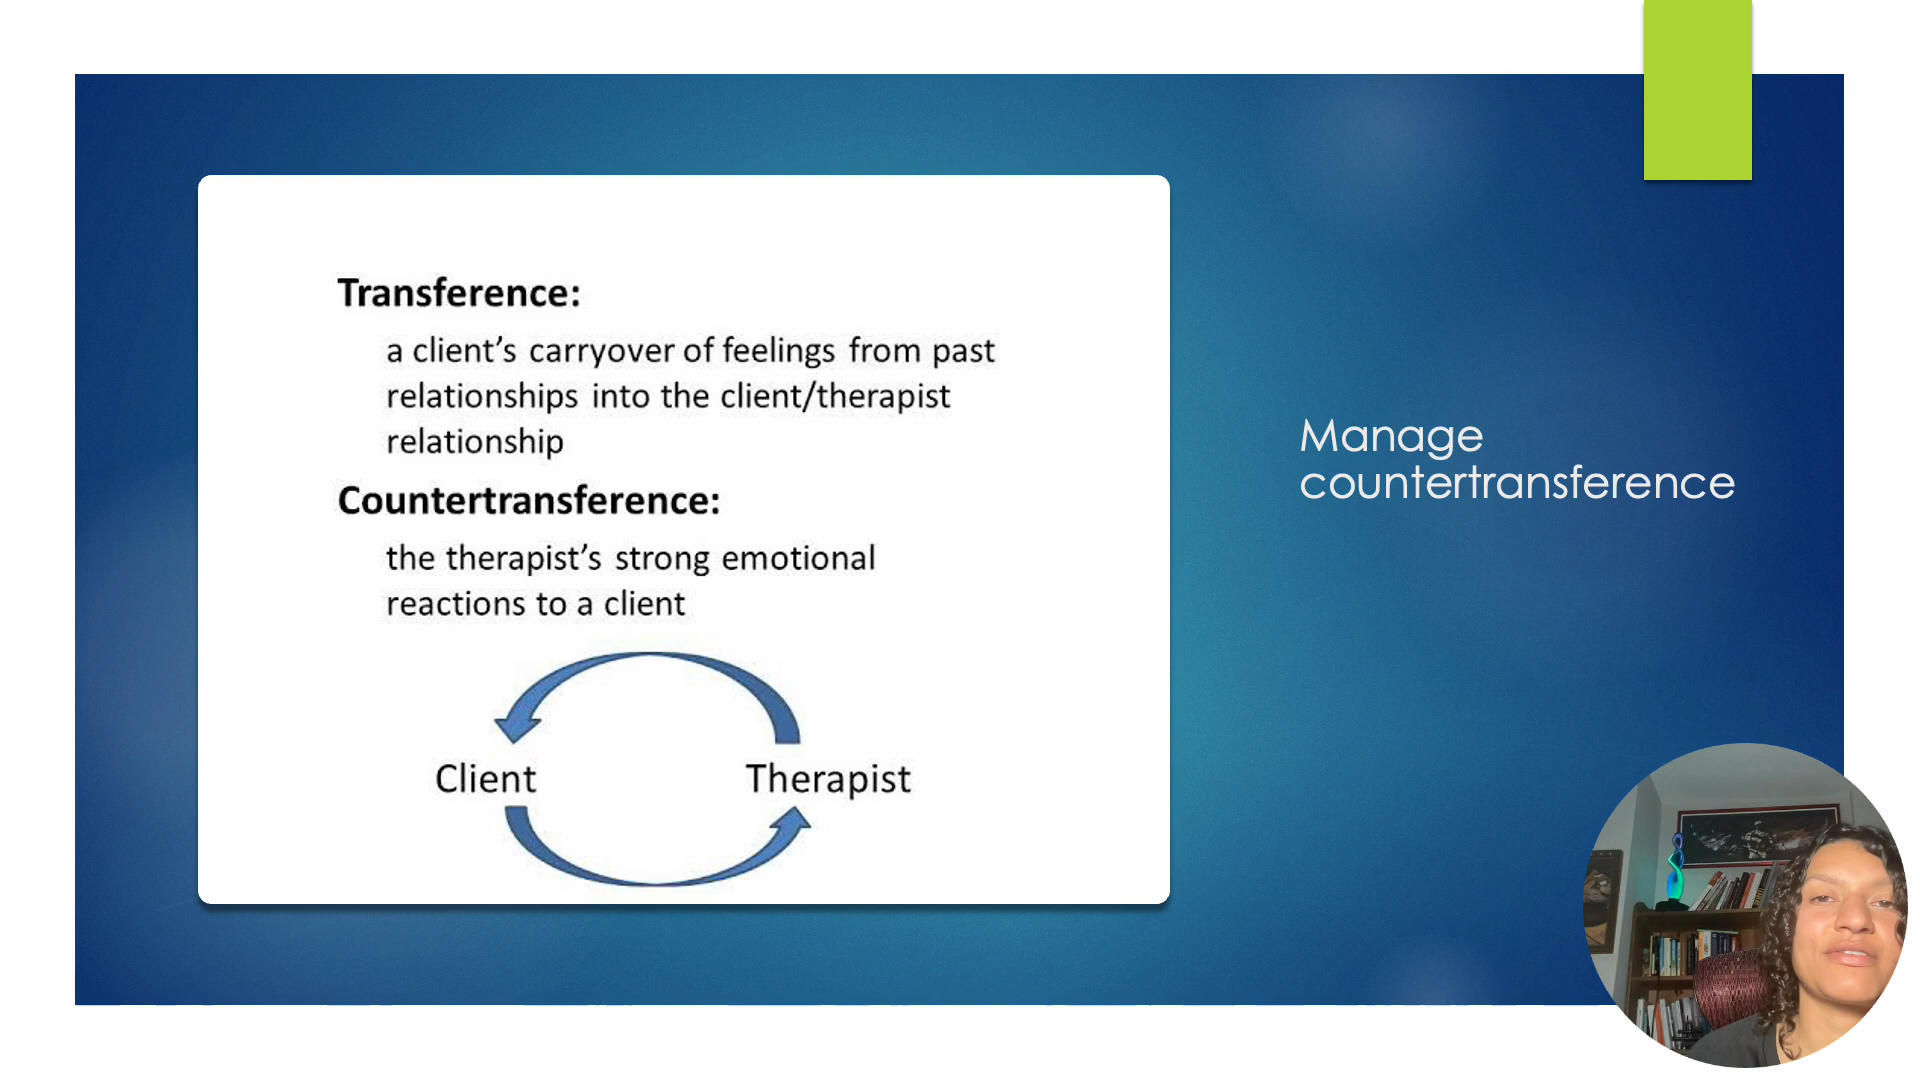 Transference:
a client’s carryover of feelings from past
relationships into the client/therapist
relationship
Countertransference:
the therapist’s strong emotional
reactions to a client
Client
Therapist
Manage
countertransference